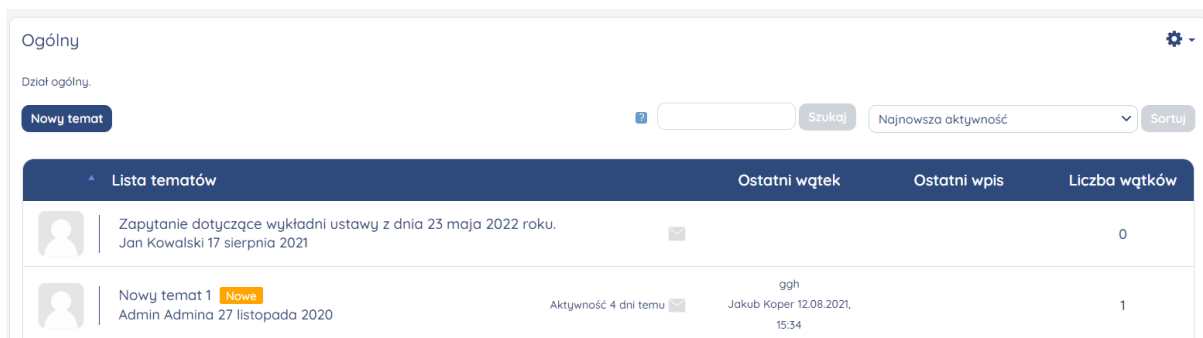 Ogólny
Dział ogólny.
Nowy temat
?
Szukaj
Najnowsza aktywność
Sortuj
Lista tematów
Ostatni wątek
Ostatni wpis
Liczba wątków
Zapytanie dotyczące wykładni ustawy z dnia 23 maja 2022 roku.
Jan Kowalski 17 sierpnia 2021
0
Nowy temat 1 Nowe
Admin Admina 27 listopada 2020
Aktywność 4 dni temu
ggh
Jakub Koper 12.08.2021,
15:34
1